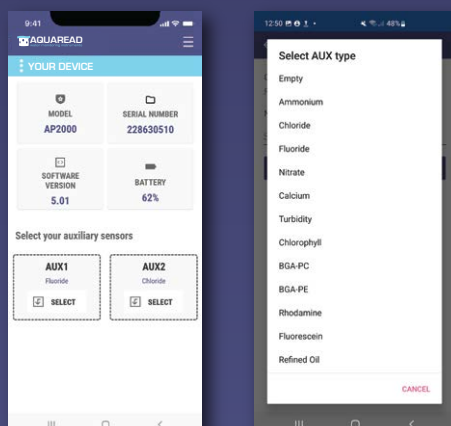 9:41
AQUAREAD
YOUR DEVICE
MODEL
AP2000
SERIAL NUMBER
228630510
SOFTWARE
VERSION
5.01
BATTERY
62%
Select your auxiliary sensors
AUX1
Fluoride
SELECT
AUX2
Chloride
SELECT
12:50
48%
Select AUX type
Empty
Ammonium
Chloride
Fluoride
Nitrate
Calcium
Turbidity
Chlorophyll
BGA-PC
BGA-PE
Rhodamine
Fluorescein
Refined Oil
CANCEL